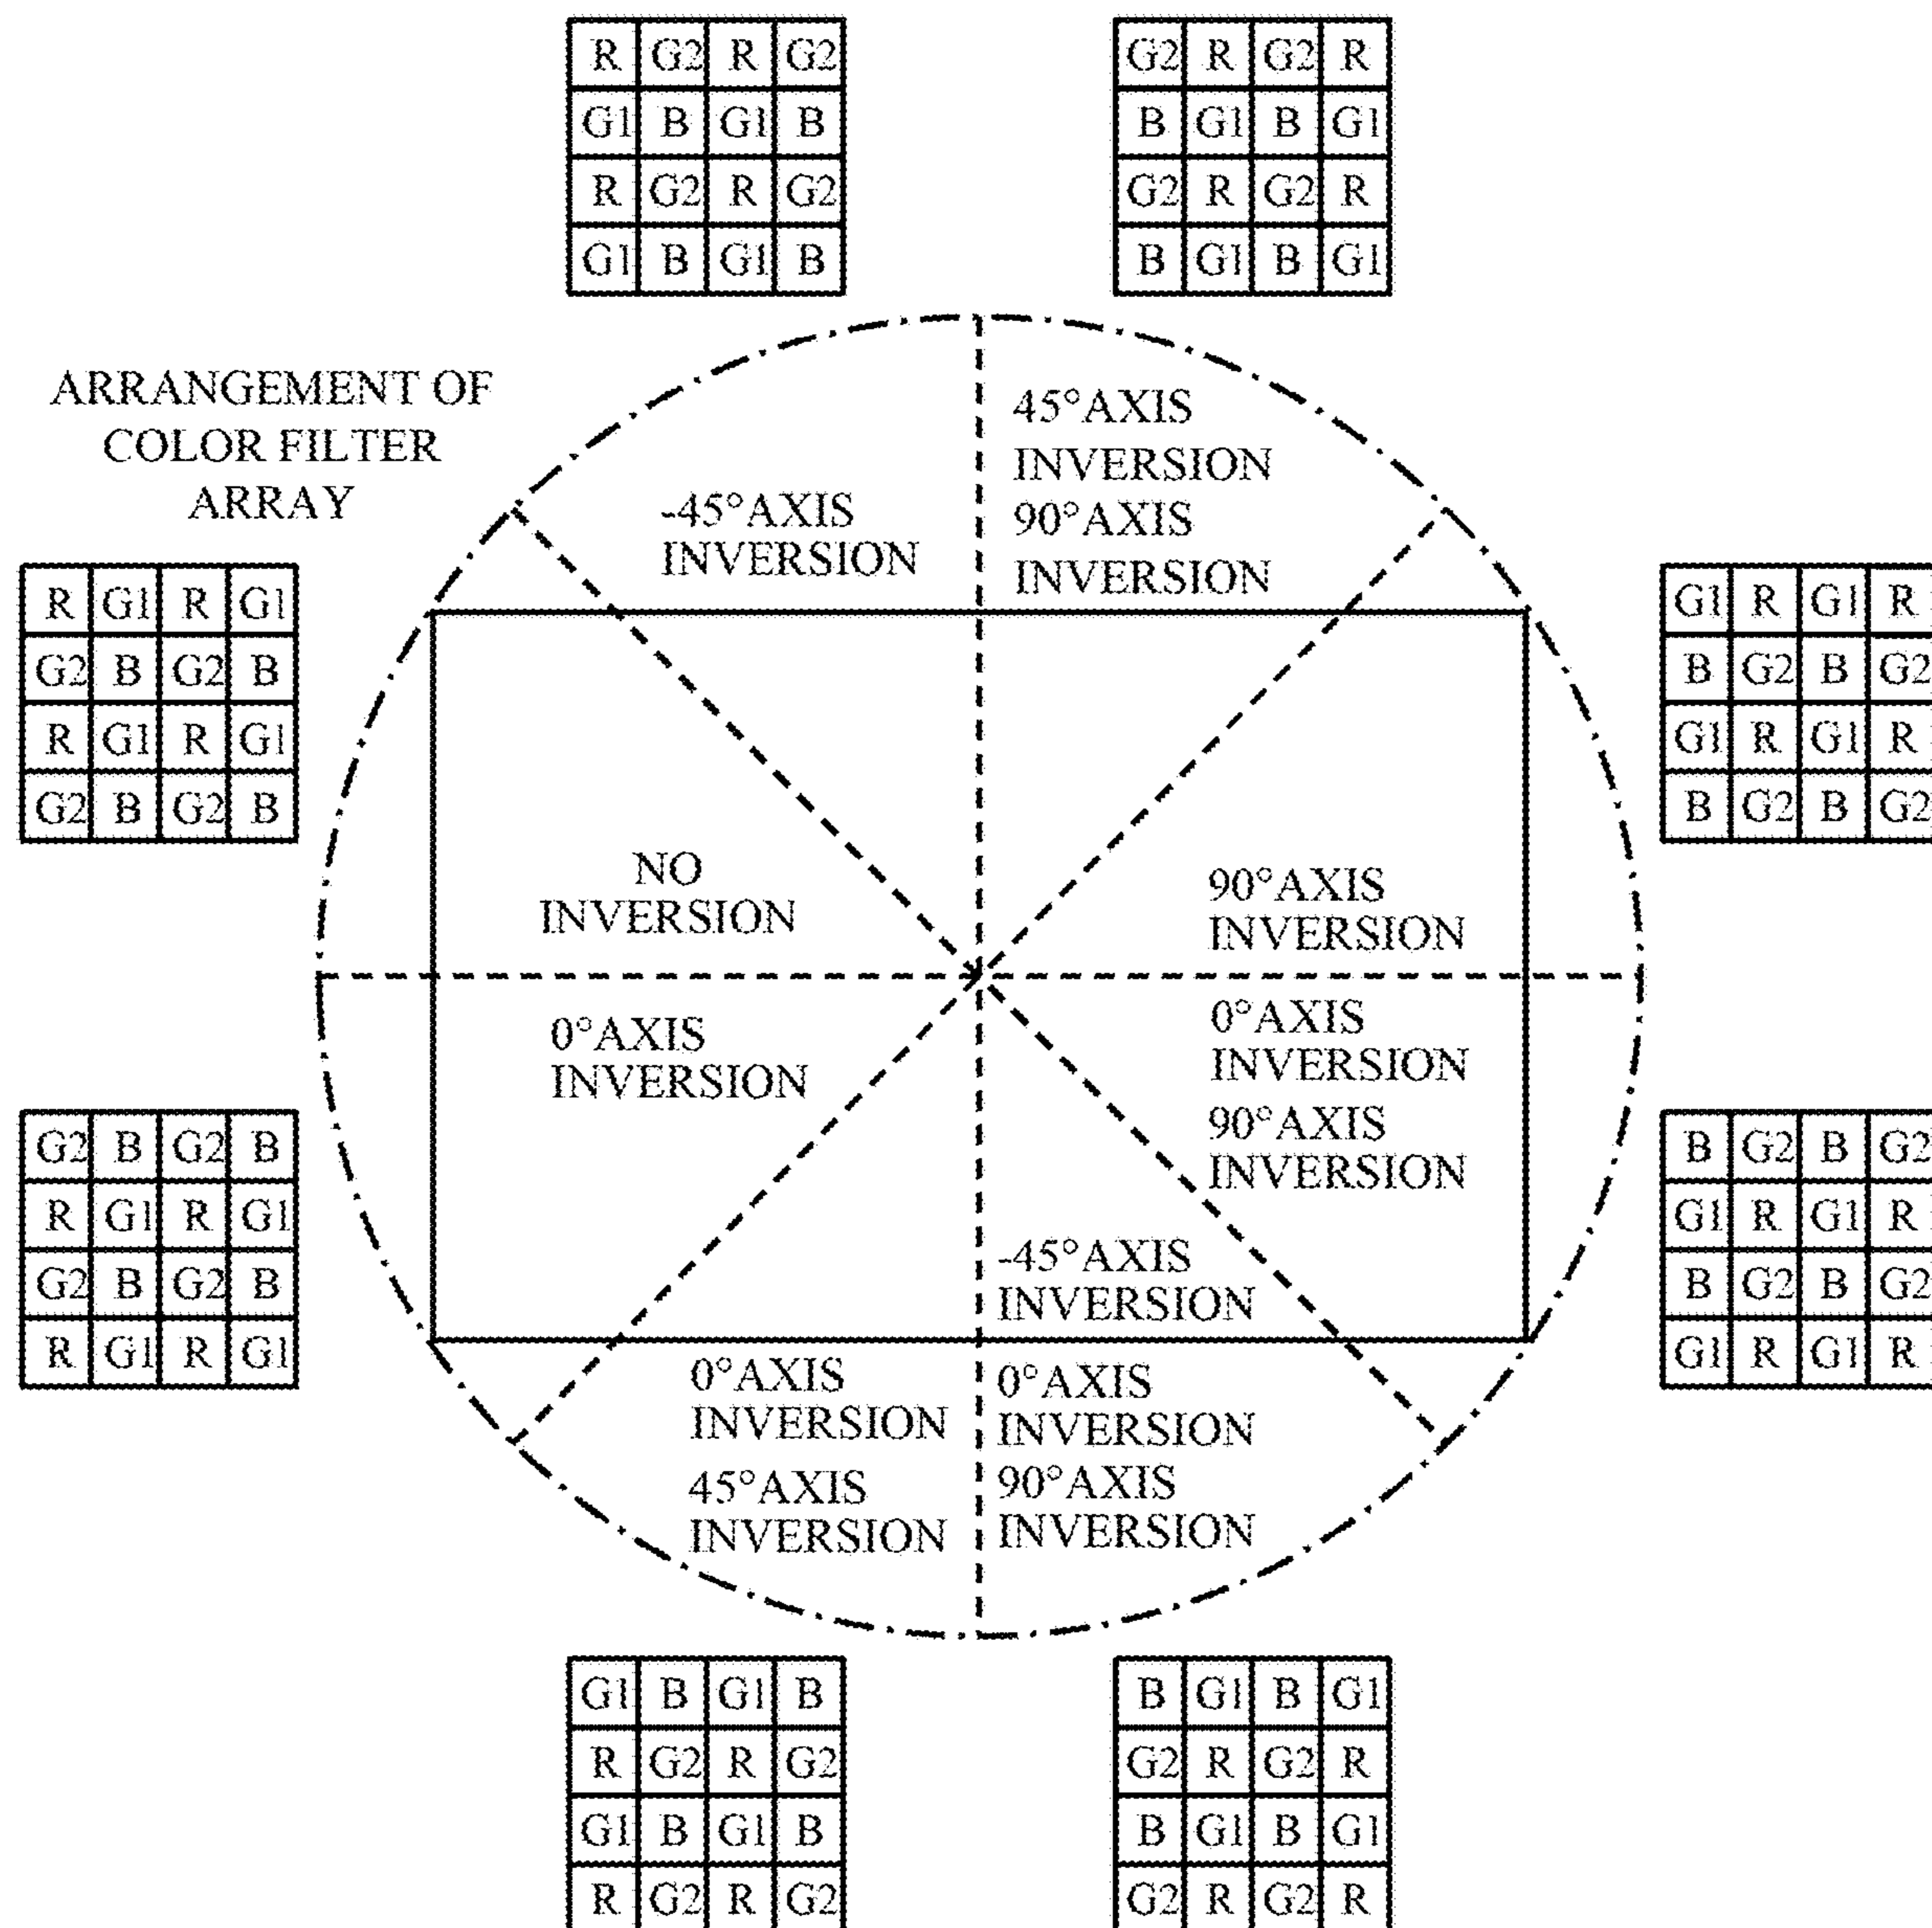 R G2 R G2
G1 B G1 B
R G2 R G2
G1 B G1 B
G2 R G2 R
B G1 B G1
G2 R G2 R
B G1 B G1
ARRANGEMENT OF
COLOR FILTER
ARRAY
-45°AXIS
INVERSION
45°AXIS
INVERSION
90°AXIS
INVERSION
R G1 R G1
G2 B G2 B
R G1 R G1
G2 B G2 B
G1 R G1 R
B G2 B G2
G1 R G1 R
B G2 B G2
NO
INVERSION
90°AXIS
INVERSION
0°AXIS
INVERSION
0°AXIS
INVERSION
90°AXIS
INVERSION
G2 B G2 B
R G1 R G1
G2 B G2 B
R G1 R G1
B G2 B G2
G1 R G1 R
B G2 B G2
G1 R G1 R
-45°AXIS
INVERSION
0°AXIS
INVERSION
45°AXIS
INVERSION
0°AXIS
INVERSION
90°AXIS
INVERSION
G1 B G1 B
R G2 R G2
G1 B G1 B
R G2 R G2
B G1 B G1
G2 R G2 R
B G1 B G1
G2 R G2 R